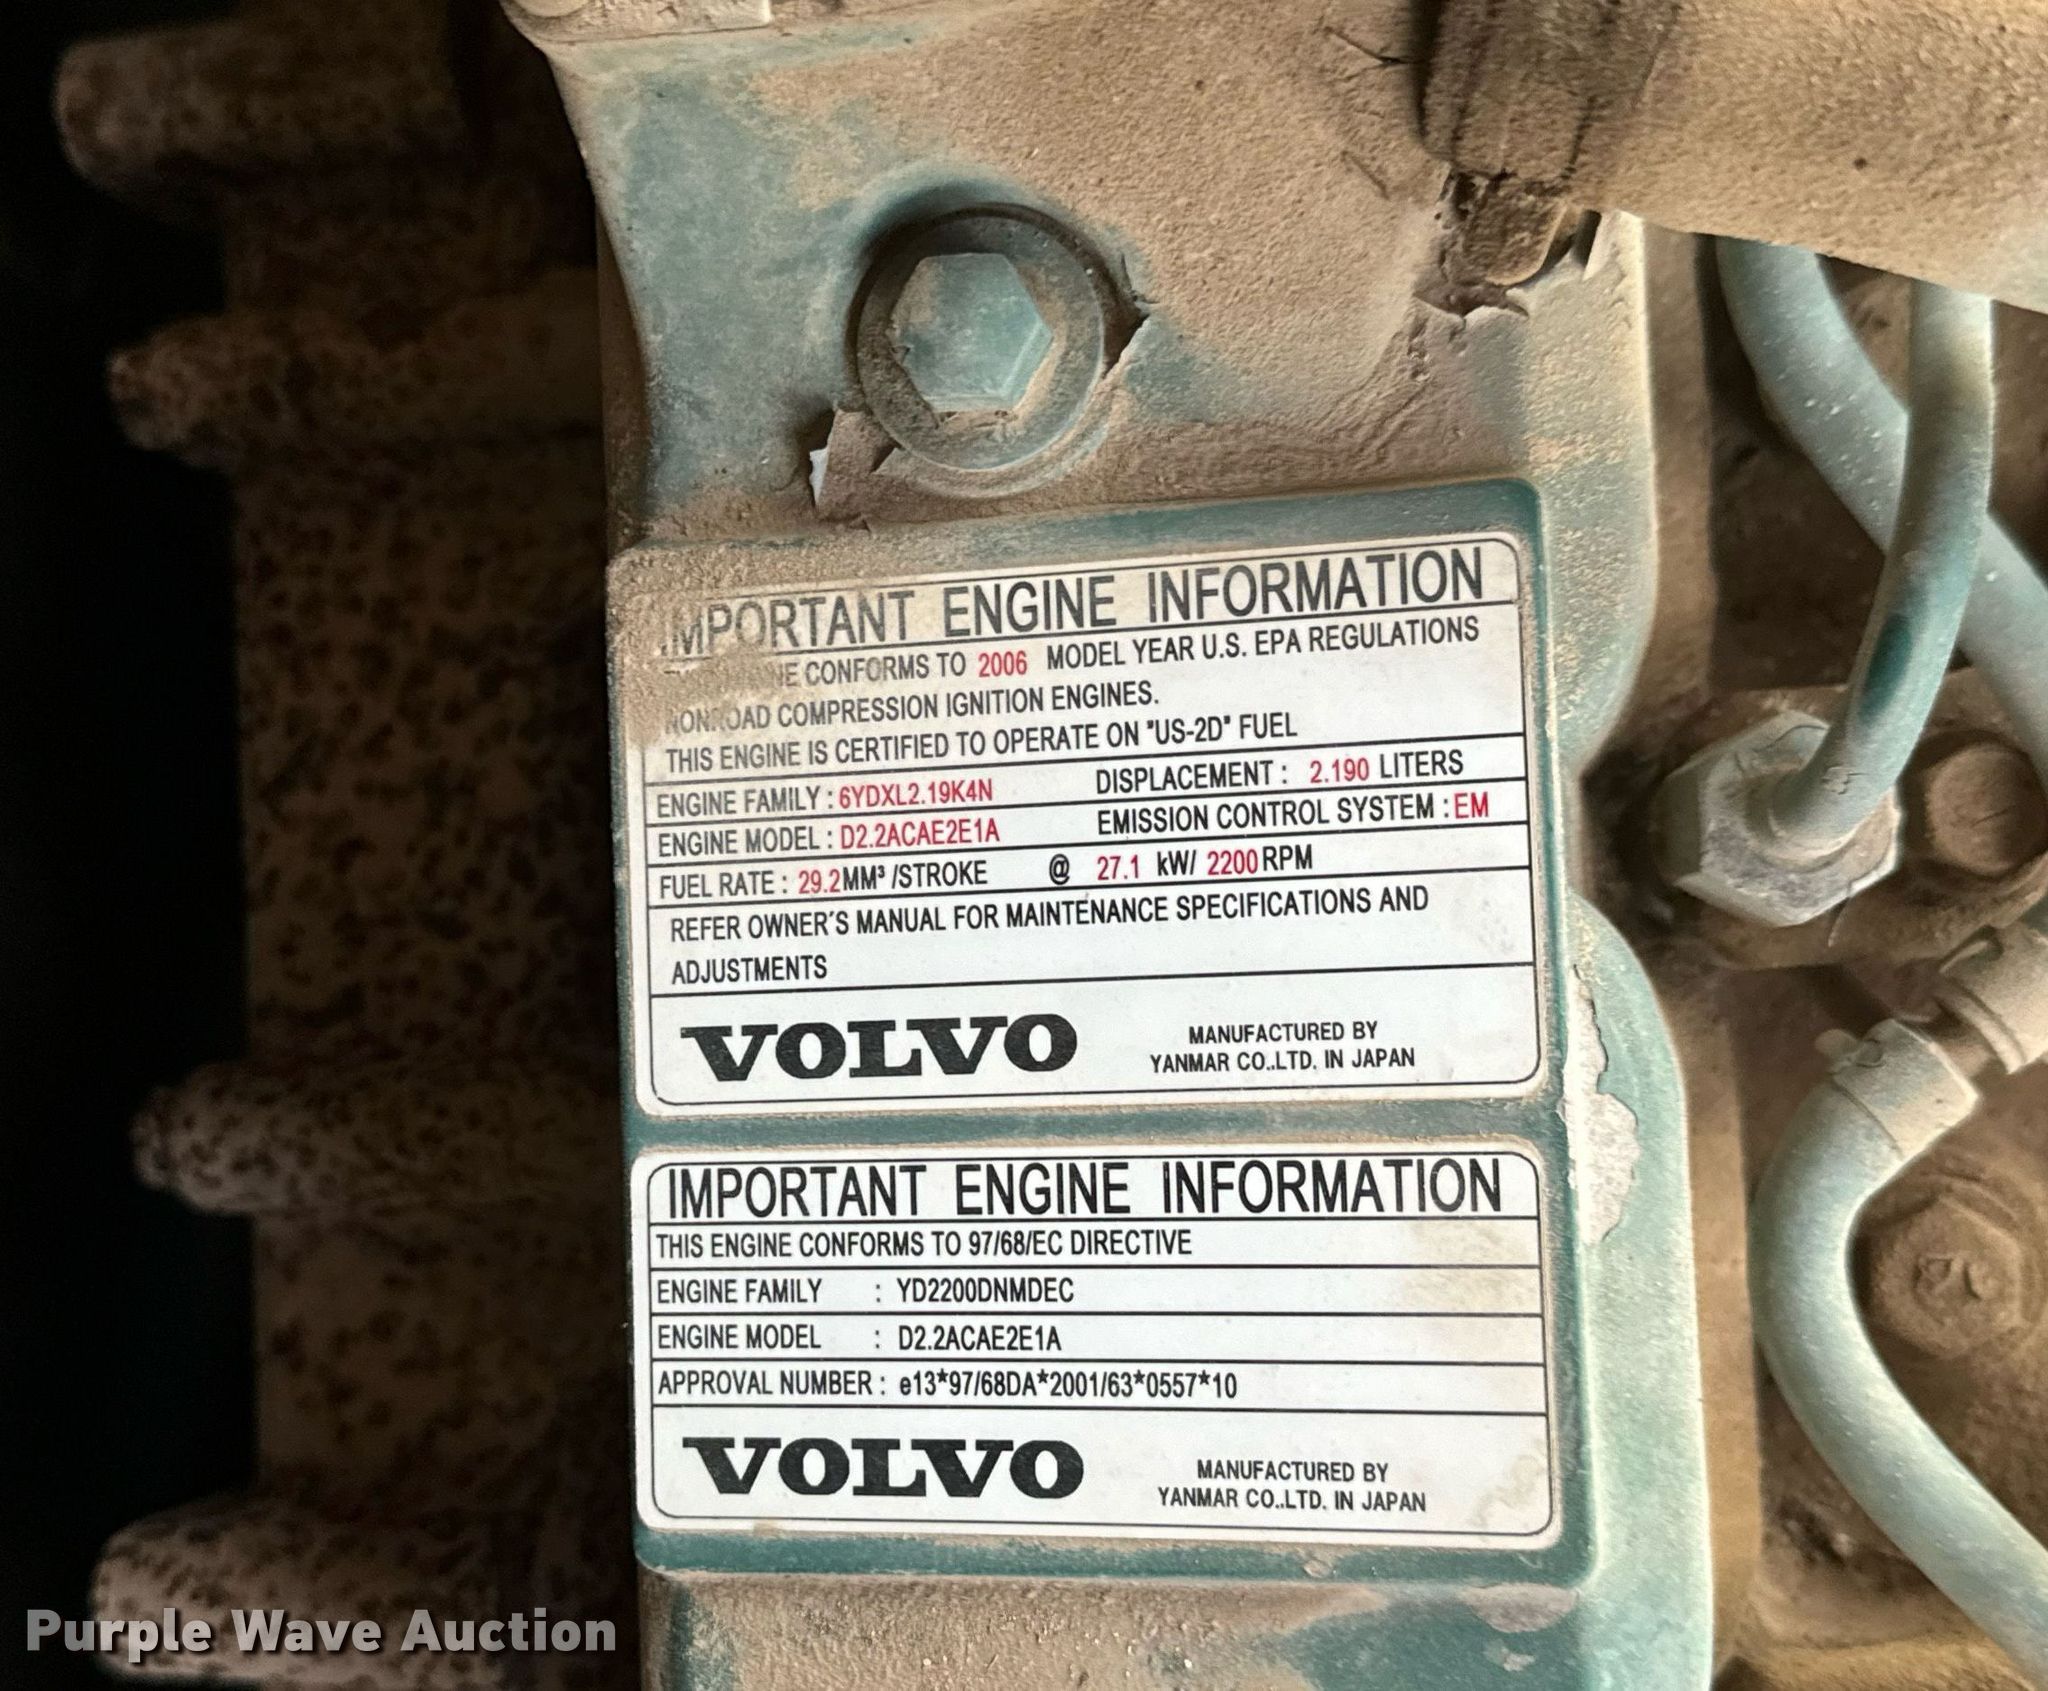 IMPORTANT ENGINE INFORMATION
CONFORMS TO 2006 MODEL YEAR U.S. EPA REGULATIONS
NONROAD COMPRESSION IGNITION ENGINES.
THIS ENGINE IS CERTIFIED TO OPERATE ON "US-2D" FUEL
ENGINE FAMILY : 6YDXL2.19K4N DISPLACEMENT : 2.190 LITERS
ENGINE MODEL : D2.2ACAE2E1A EMISSION CONTROL SYSTEM : EM
FUEL RATE : 29.2MM³ /STROKE @ 27.1 kW/ 2200 RPM
REFER OWNER'S MANUAL FOR MAINTENANCE SPECIFICATIONS AND
ADJUSTMENTS
VOLVO
MANUFACTURED BY
YANMAR CO.,LTD. IN JAPAN
IMPORTANT ENGINE INFORMATION
THIS ENGINE CONFORMS TO 97/68/EC DIRECTIVE
ENGINE FAMILY : YD2200DNMDEC
ENGINE MODEL : D2.2ACAE2E1A
APPROVAL NUMBER : e13*97/68DA*2001/63*0557*10
VOLVO
MANUFACTURED BY
YANMAR CO.,LTD. IN JAPAN
Purple Wave Auction